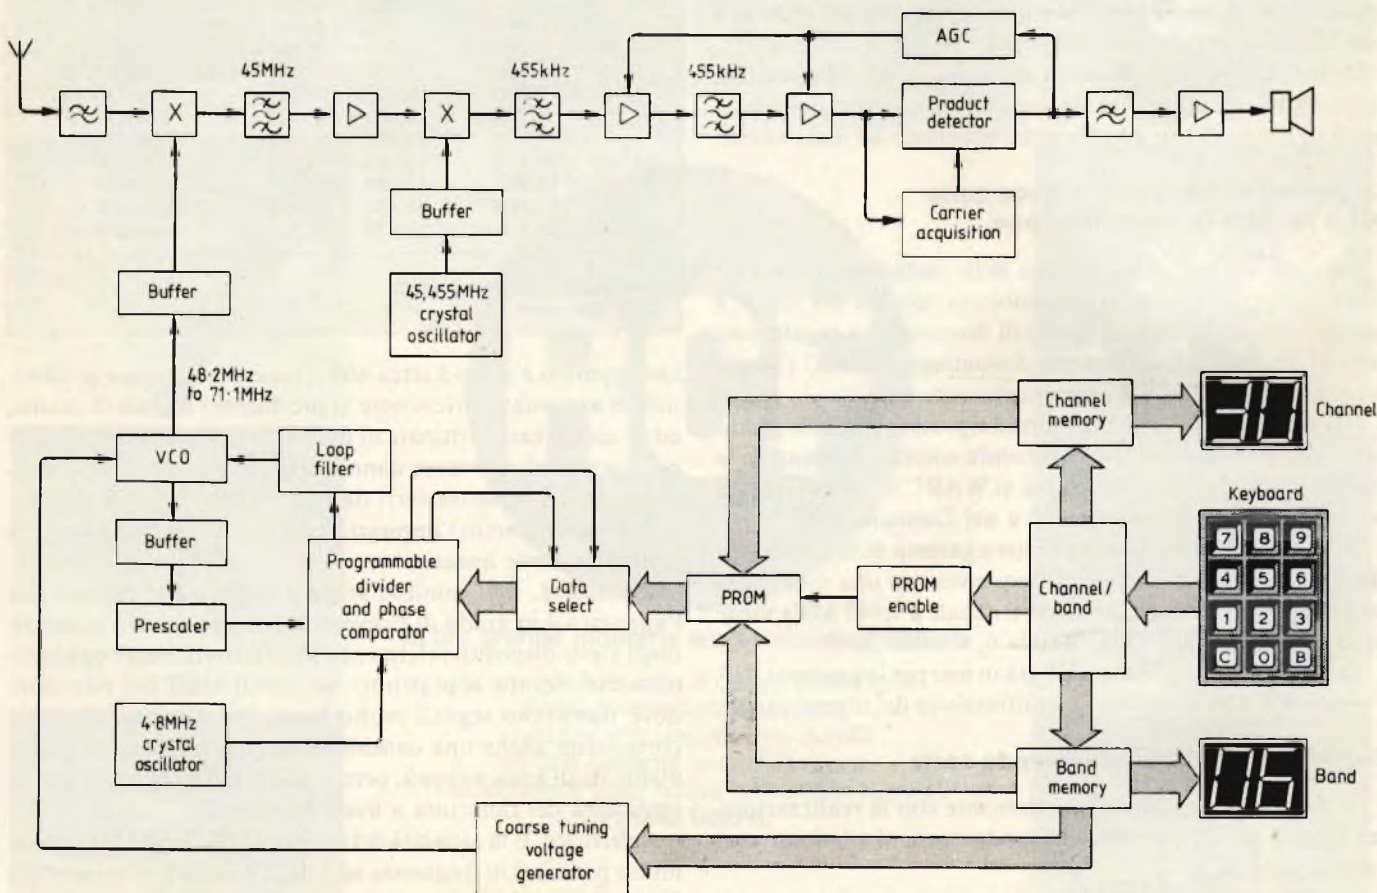 AGC
45MHz
455kHz
455kHz
X
X
Product
detector
Buffer
Carrier
acquisition
Buffer
45,455MHz
crystal
oscillator
48·2MHz
to 71·1MHz
Channel
memory
Channel
VCO
Loop
filter
Keyboard
Buffer
Programmable
divider
and phase
comparator
Data
select
PROM
PROM
enable
Channel/
band
7 8 9
4 5 6
1 2 3
C 0 B
Prescaler
4·8MHz
crystal
oscillator
Band
memory
Band
Coarse tuning
voltage
generator